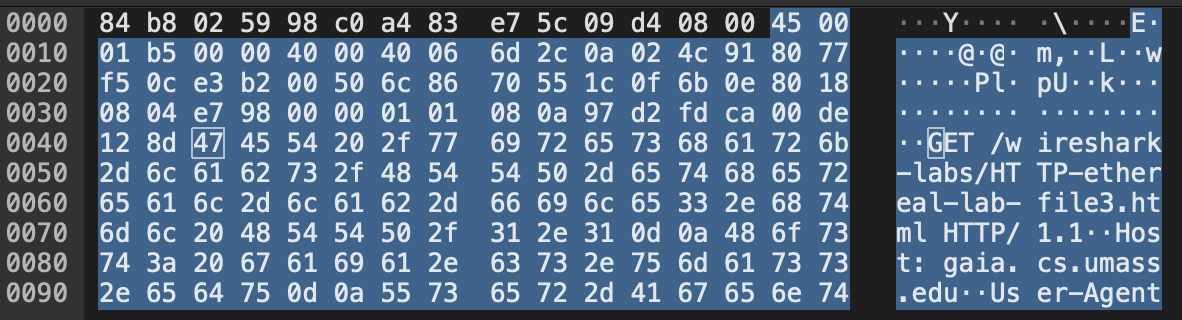 0000 84 b8 02 59 98 c0 a4 83 e7 5c 09 d4 08 00 45 00 ···Y···· ·\····E·
0010 01 b5 00 00 40 00 40 06 6d 2c 0a 02 4c 91 80 77 ····@·@· m,··L··w
0020 f5 0c e3 b2 00 50 6c 86 70 55 1c 0f 6b 0e 80 18 ·····Pl· pU··k···
0030 08 04 e7 98 00 00 01 01 08 0a 97 d2 fd ca 00 de ········ ········
0040 12 8d 47 45 54 20 2f 77 69 72 65 73 68 61 72 6b ··GET /w ireshark
0050 2d 6c 61 62 73 2f 48 54 54 50 2d 65 74 68 65 72 -labs/HT TP-ether
0060 65 61 6c 2d 6c 61 62 2d 66 69 6c 65 33 2e 68 74 eal-lab- file3.ht
0070 6d 6c 20 48 54 54 50 2f 31 2e 31 0d 0a 48 6f 73 ml HTTP/ 1.1··Hos
0080 74 3a 20 67 61 69 61 2e 63 73 2e 75 6d 61 73 73 t: gaia. cs.umass
0090 2e 65 64 75 0d 0a 55 73 65 72 2d 41 67 65 6e 74 .edu··Us er-Agent